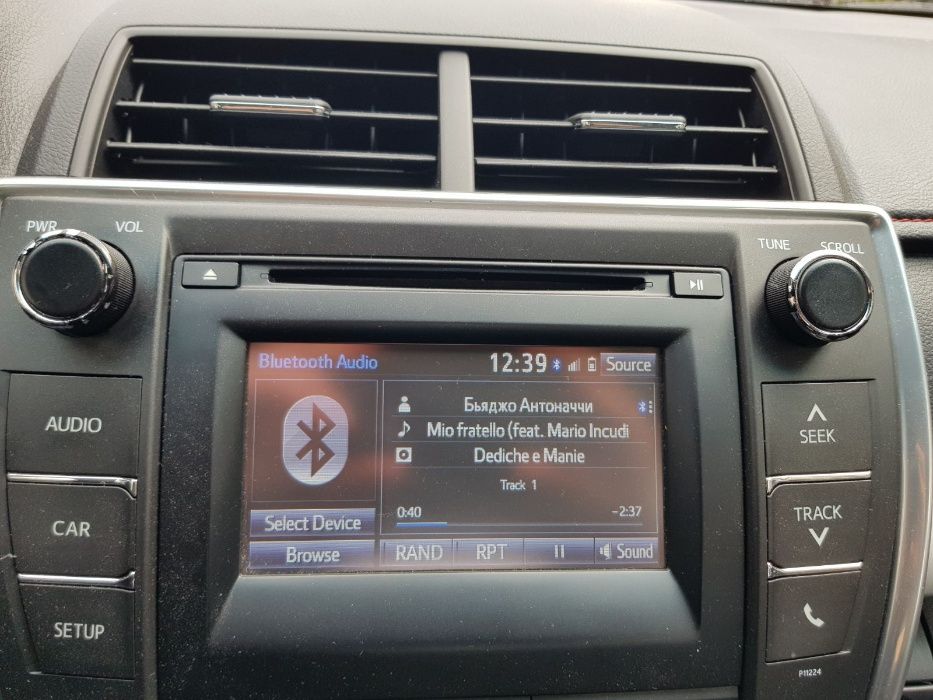 PWR VOL
TUNE SCROLL
Bluetooth Audio 12:39 Source
Бьяджо Антоначчи
Mio fratello (feat. Mario Incudi
Dediche e Manie
Track 1
0:40 -2:37
Select Device
Browse RAND RPT Sound
AUDIO
CAR
SETUP
SEEK
TRACK
P11224